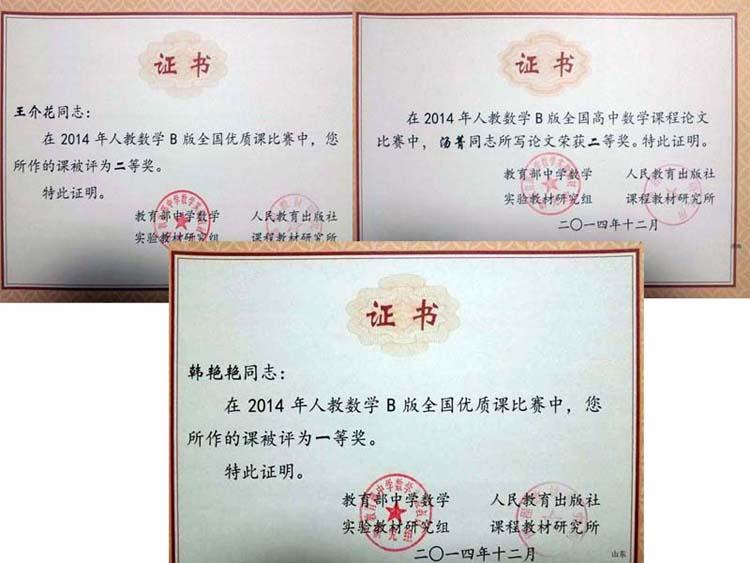 证书
王介花同志：
在2014年人教数学B版全国优质课比赛中，您
所作的课被评为二等奖。
特此证明。
教育部中学数学 人民教育出版社
实验教材研究组 课程教材研究所
证书
在2014年人教数学B版全国高中数学课程论文
比赛中，汤菁同志所写论文荣获二等奖。特此证明。
教育部中学数学 人民教育出版社
实验教材研究组 课程教材研究所
二〇一四年十二月
证书
韩艳艳同志：
在2014年人教数学B版全国优质课比赛中，您
所作的课被评为一等奖。
特此证明。
教育部中学数学 人民教育出版社
实验教材研究组 课程教材研究所
二〇一四年十二月
山东